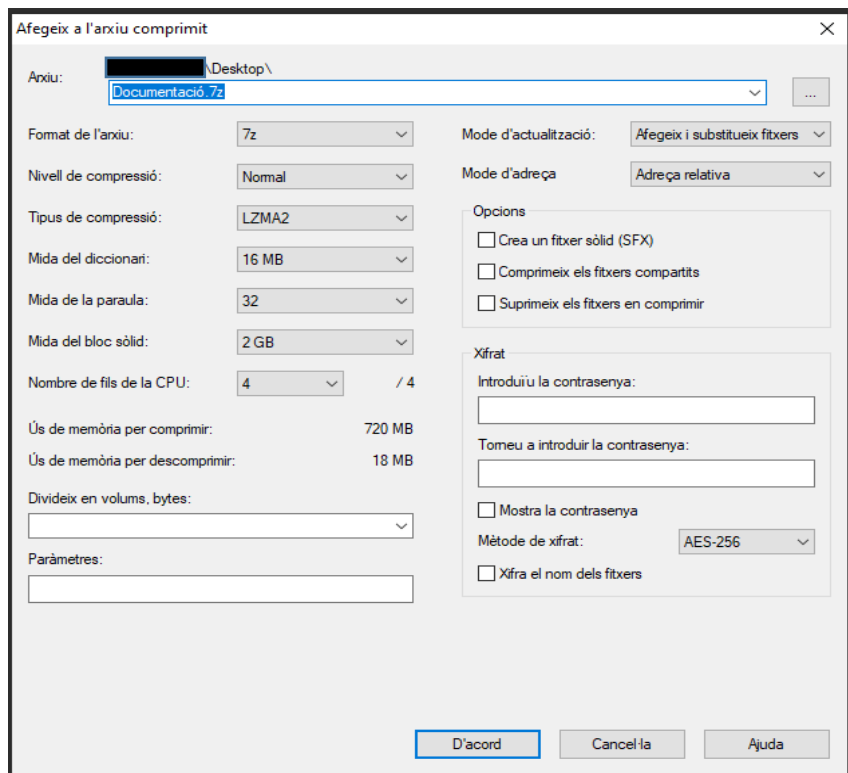 Afegeix a l'arxiu comprimit
Arxiu:
\Desktop\
Documentació.7z
...
Format de l'arxiu:
7z
Nivell de compressió:
Normal
Tipus de compressió:
LZMA2
Mida del diccionari:
16 MB
Mida de la paraula:
32
Mida del bloc sòlid:
2 GB
Nombre de fils de la CPU:
4
/ 4
Ús de memòria per comprimir:
720 MB
Ús de memòria per descomprimir:
18 MB
Divideix en volums, bytes:
Paràmetres:
Mode d'actualització:
Afegeix i substitueix fitxers
Mode d'adreça
Adreça relativa
Opcions
Crea un fitxer sòlid (SFX)
Comprimeix els fitxers compartits
Suprimeix els fitxers en comprimir
Xifrat
Introduïu la contrasenya:
Torneu a introduir la contrasenya:
Mostra la contrasenya
Mètode de xifrat:
AES-256
Xifra el nom dels fitxers
D'acord
Cancel·la
Ajuda